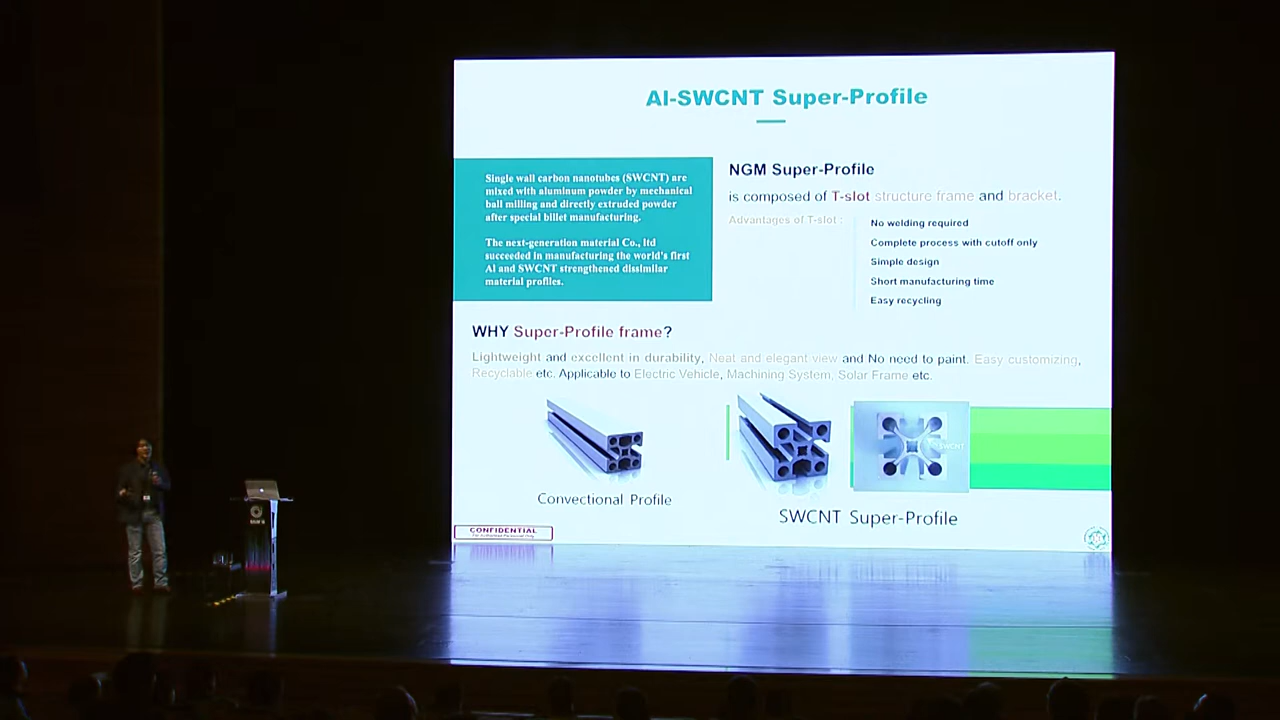 Al-SWCNT Super-Profile
Single wall carbon nanotubes (SWCNT) are
mixed with aluminum powder by mechanical
ball milling and directly extruded powder
after special billet manufacturing.
The next-generation material Co., ltd
succeeded in manufacturing the world's first
Al and SWCNT strengthened dissimilar
material profiles.
NGM Super-Profile
is composed of T-slot structure frame and bracket.
Advantages of T-slot :
No welding required
Complete process with cutoff only
Simple design
Short manufacturing time
Easy recycling
WHY Super-Profile frame?
Lightweight and excellent in durability, Neat and elegant view and No need to paint. Easy customizing,
Recyclable etc. Applicable to Electric Vehicle, Machining System, Solar Frame etc.
SWCNT
Convectional Profile
SWCNT Super-Profile
CONFIDENTIAL